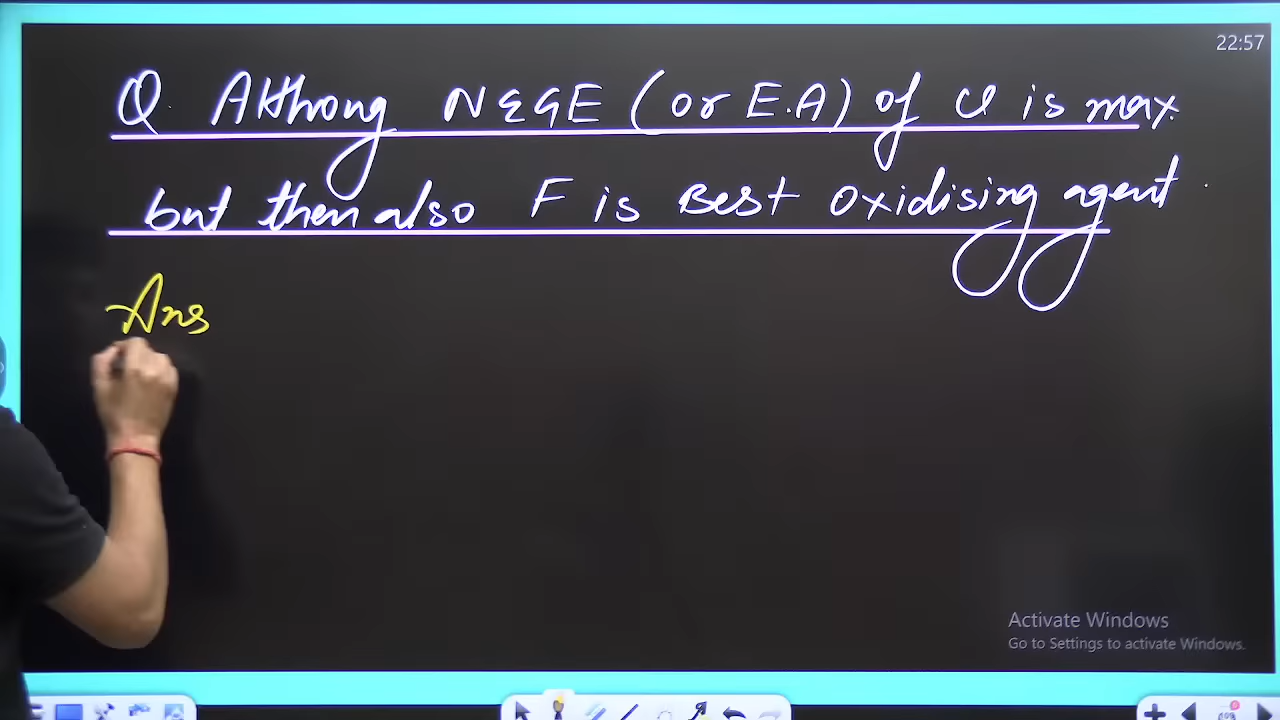 22:57
Q. Althoug NEGE (or E.A) of Cl is max.
but then also F is Best oxidising agent
Ans
Activate Windows
Go to Settings to activate Windows.